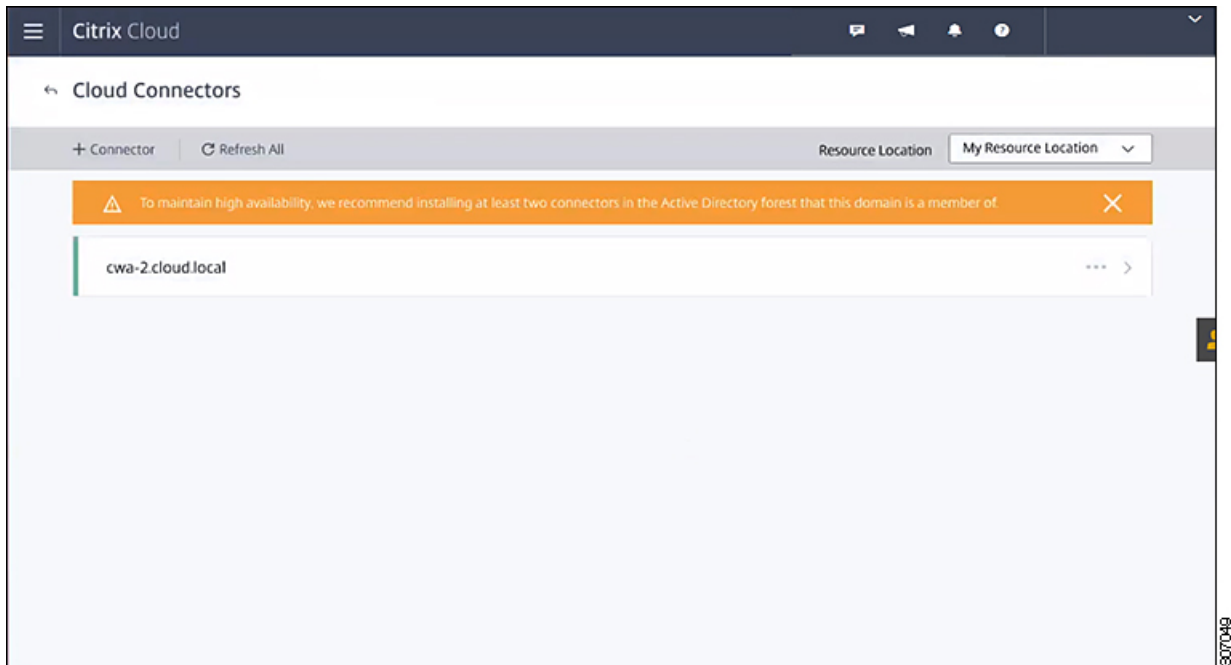 Citrix Cloud
Cloud Connectors
+ Connector
Refresh All
Resource Location
My Resource Location
To maintain high availability, we recommend installing at least two connectors in the Active Directory forest that this domain is a member of.
cwa-2.cloud.local
307049